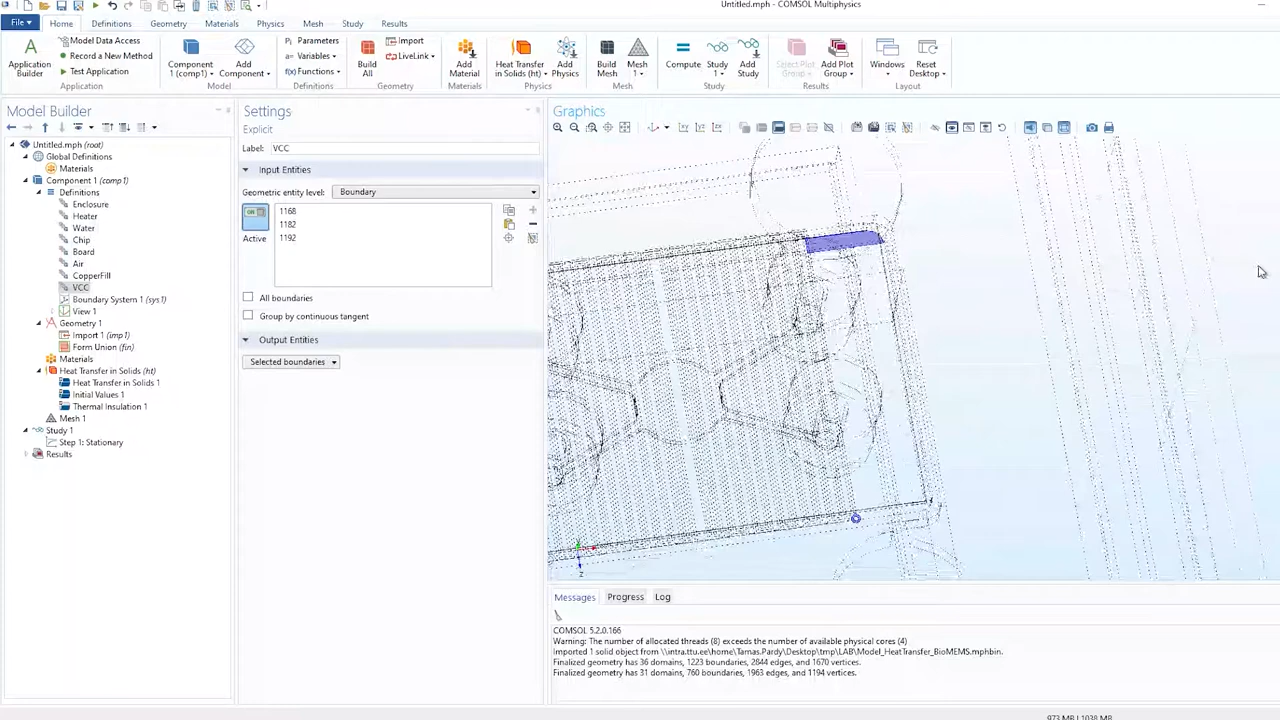 Untitled.mph - COMSOL Multiphysics
File Home Definitions Geometry Materials Physics Mesh Study Results
Application Builder
Model Data Access
Record a New Method
Test Application
Application
Component 1 (comp1)
Add Component
Model
Parameters
Variables
Functions
Definitions
Build All
Import
LiveLink
Geometry
Add Material
Materials
Heat Transfer in Solids (ht)
Add Physics
Physics
Build Mesh
Mesh 1
Mesh
Compute
Study 1
Add Study
Study
Select Plot Group
Add Plot Group
Results
Windows
Reset Desktop
Layout
Model Builder
Untitled.mph (root)
Global Definitions
Materials
Component 1 (comp1)
Definitions
Enclosure
Heater
Water
Chip
Board
Air
CopperFill
VCC
Boundary System 1 (sys1)
View 1
Geometry 1
Import 1 (imp1)
Form Union (fin)
Materials
Heat Transfer in Solids (ht)
Heat Transfer in Solids 1
Initial Values 1
Thermal Insulation 1
Mesh 1
Study 1
Step 1: Stationary
Results
Settings
Explicit
Label: VCC
Input Entities
Geometric entity level: Boundary
ON
Active
1168
1182
1192
All boundaries
Group by continuous tangent
Output Entities
Selected boundaries
Graphics
Messages Progress Log
COMSOL 5.2.0.166
Warning: The number of allocated threads (8) exceeds the number of available physical cores (4)
Imported 1 solid object from \\intra.ttu.ee\home\Tamas.Pardy\Desktop\tmp\LAB\Model_HeatTransfer_BioMEMS.mphbin.
Finalized geometry has 36 domains, 1223 boundaries, 2844 edges, and 1670 vertices.
Finalized geometry has 31 domains, 760 boundaries, 1963 edges, and 1194 vertices.
973 MB | 1038 MB